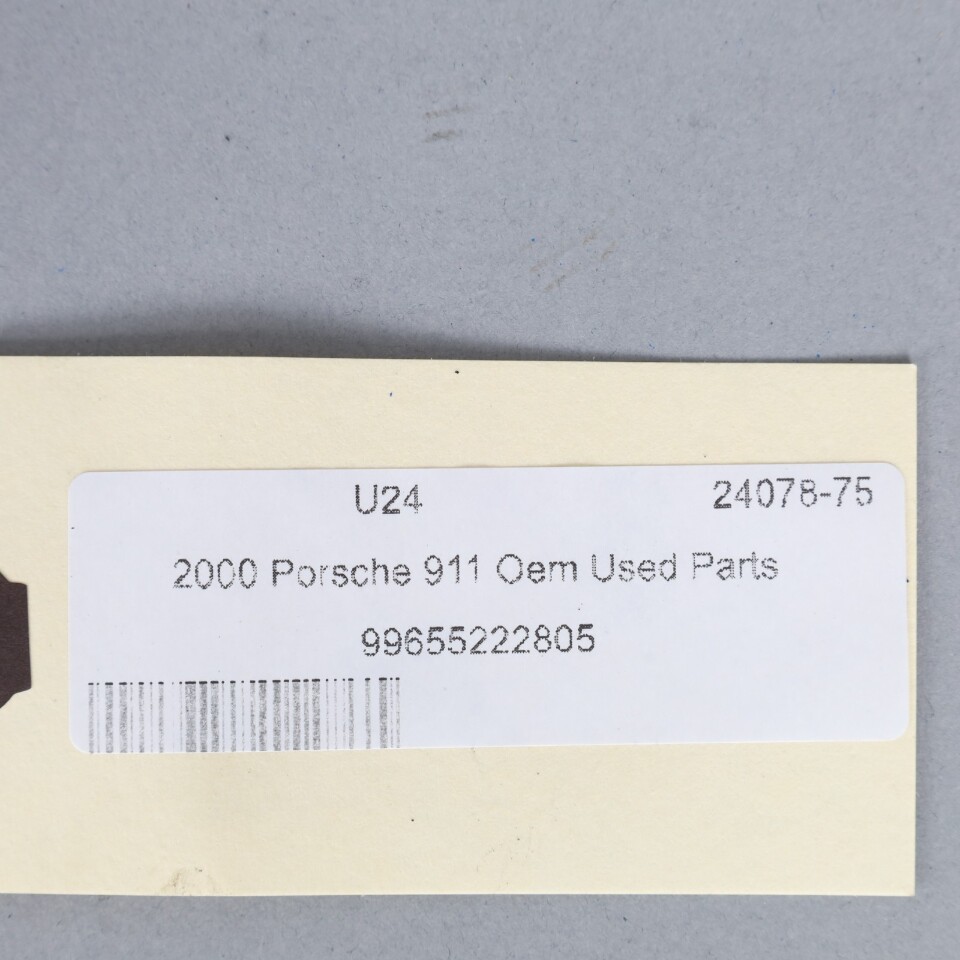 U24 24078-75
2000 Porsche 911 Oem Used Parts
99655222805